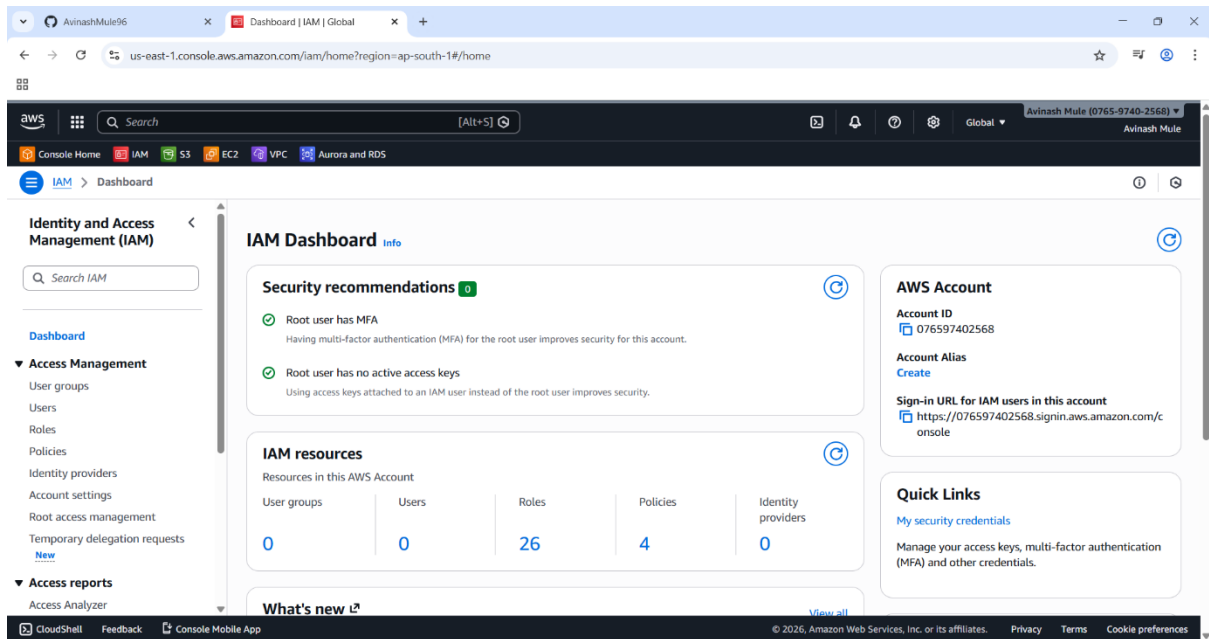 AvinashMule96
Dashboard | IAM | Global
us-east-1.console.aws.amazon.com/iam/home?region=ap-south-1#/home
aws
Search
[Alt+S]
Global
Avinash Mule (0765-9740-2568)
Avinash Mule
Console Home
IAM
S3
EC2
VPC
Aurora and RDS
IAM > Dashboard
Identity and Access
Management (IAM)
Search IAM
Dashboard
Access Management
User groups
Users
Roles
Policies
Identity providers
Account settings
Root access management
Temporary delegation requests
New
Access reports
Access Analyzer
IAM Dashboard Info
Security recommendations 0
Root user has MFA
Having multi-factor authentication (MFA) for the root user improves security for this account.
Root user has no active access keys
Using access keys attached to an IAM user instead of the root user improves security.
IAM resources
Resources in this AWS Account
User groups
0
Users
0
Roles
26
Policies
4
Identity
providers
0
What's new
View all
AWS Account
Account ID
076597402568
Account Alias
Create
Sign-in URL for IAM users in this account
https://076597402568.signin.aws.amazon.com/c
onsole
Quick Links
My security credentials
Manage your access keys, multi-factor authentication
(MFA) and other credentials.
CloudShell
Feedback
Console Mobile App
© 2026, Amazon Web Services, Inc. or its affiliates.
Privacy
Terms
Cookie preferences